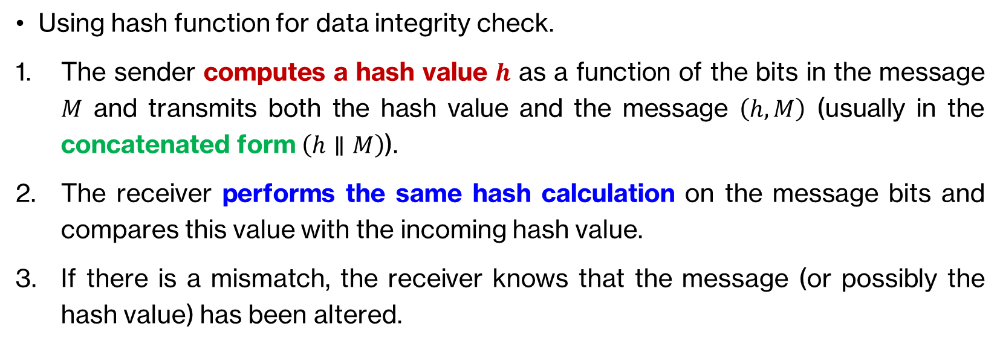 • Using hash function for data integrity check.
1. The sender computes a hash value h as a function of the bits in the message
M and transmits both the hash value and the message (h, M) (usually in the
concatenated form (h ∥ M)).
2. The receiver performs the same hash calculation on the message bits and
compares this value with the incoming hash value.
3. If there is a mismatch, the receiver knows that the message (or possibly the
hash value) has been altered.